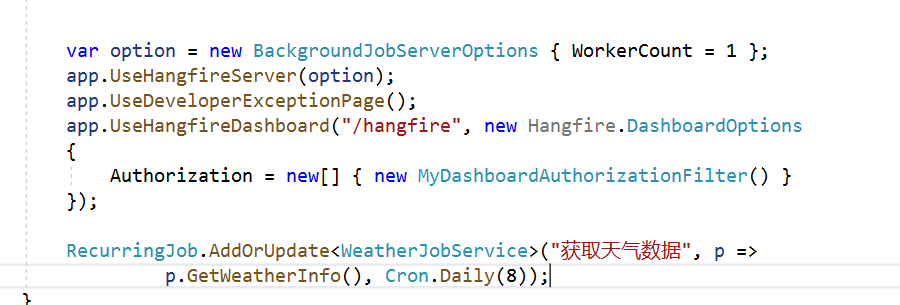 var option = new BackgroundJobServerOptions { WorkerCount = 1 };
app.UseHangfireServer(option);
app.UseDeveloperExceptionPage();
app.UseHangfireDashboard("/hangfire", new Hangfire.DashboardOptions
{
Authorization = new[] { new MyDashboardAuthorizationFilter() }
});
RecurringJob.AddOrUpdate<WeatherJobService>("获取天气数据", p =>
p.GetWeatherInfo(), Cron.Daily(8));
}